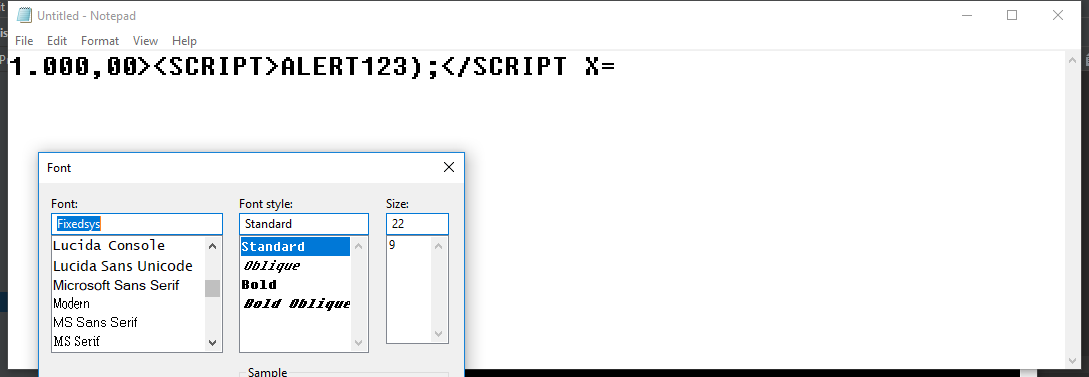 Untitled - Notepad
File Edit Format View Help
1.000,00><SCRIPT>ALERT123);</SCRIPT X=
Font
Font: Font style: Size:
Fixedsys Standard 22
Lucida Console Standard 9
Lucida Sans Unicode Oblique
Microsoft Sans Serif Bold
Modern Bold Oblique
MS Sans Serif
MS Serif
Sample